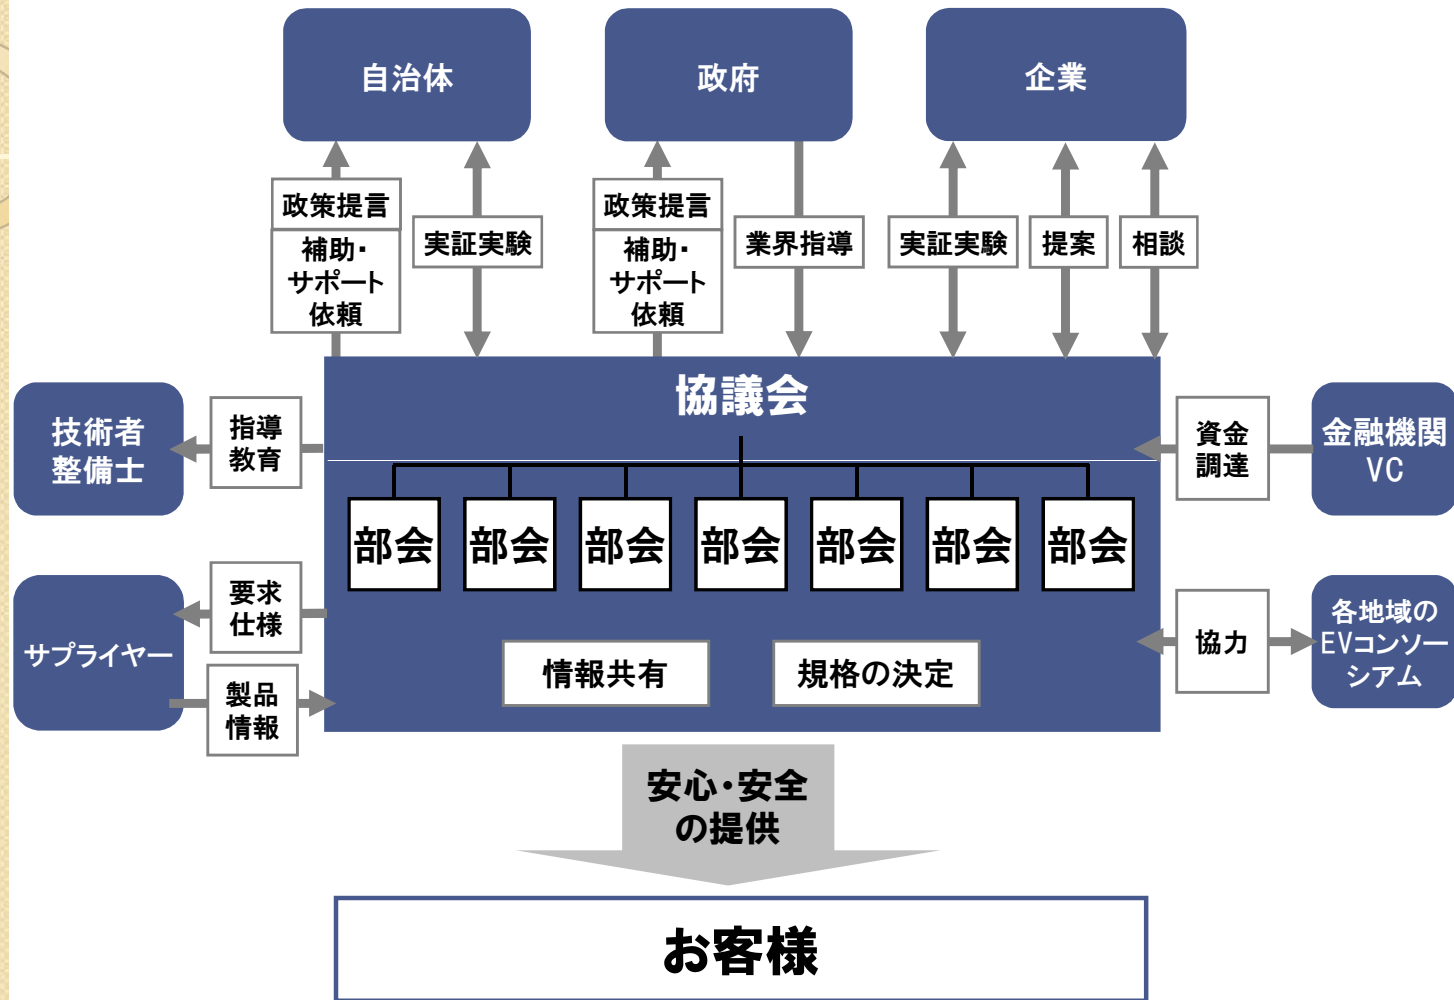 自治体
政府
企業
政策提言
補助・
サポート
依頼
実証実験
政策提言
補助・
サポート
依頼
業界指導
実証実験
提案
相談
協議会
技術者
整備士
指導
教育
資金
調達
金融機関
VC
部会
部会
部会
部会
部会
部会
部会
サプライヤー
要求
仕様
製品
情報
情報共有
規格の決定
協力
各地域の
EVコンソー
シアム
安心・安全
の提供
お客様